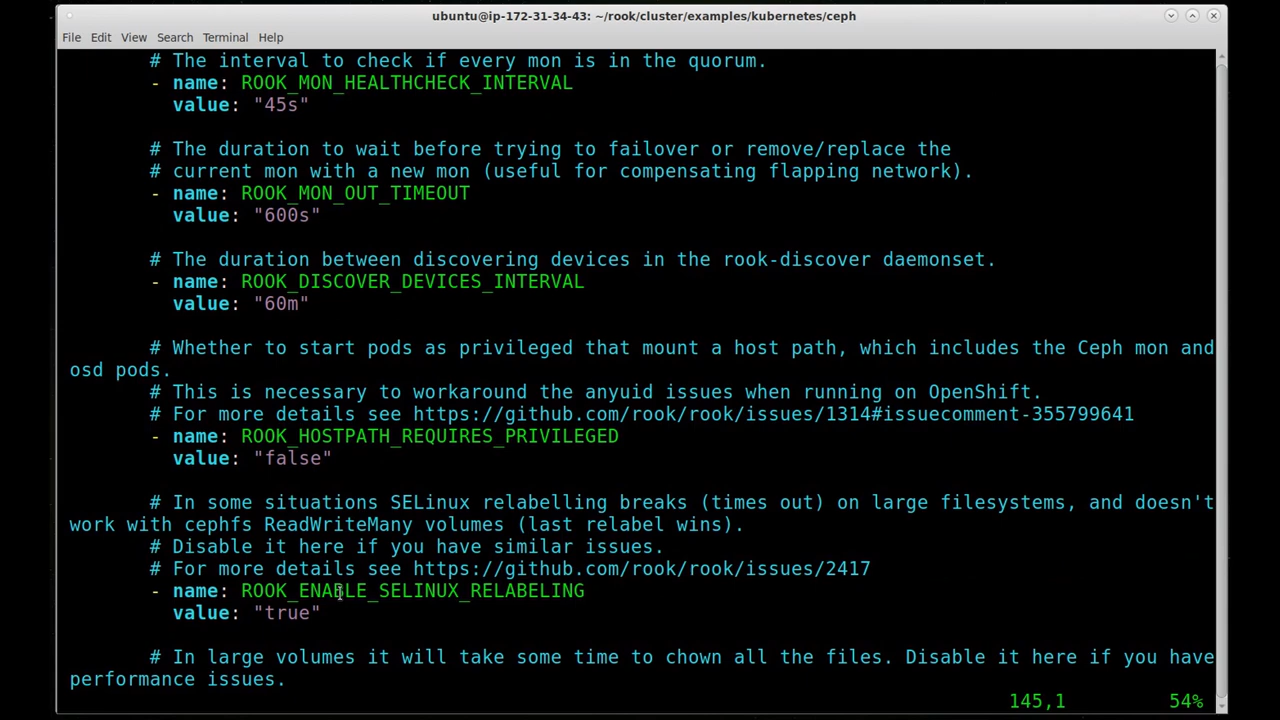 ubuntu@ip-172-31-34-43: ~/rook/cluster/examples/kubernetes/ceph
File Edit View Search Terminal Help
# The interval to check if every mon is in the quorum.
- name: ROOK_MON_HEALTHCHECK_INTERVAL
value: "45s"
# The duration to wait before trying to failover or remove/replace the
# current mon with a new mon (useful for compensating flapping network).
- name: ROOK_MON_OUT_TIMEOUT
value: "600s"
# The duration between discovering devices in the rook-discover daemonset.
- name: ROOK_DISCOVER_DEVICES_INTERVAL
value: "60m"
# Whether to start pods as privileged that mount a host path, which includes the Ceph mon and
osd pods.
# This is necessary to workaround the anyuid issues when running on OpenShift.
# For more details see https://github.com/rook/rook/issues/1314#issuecomment-355799641
- name: ROOK_HOSTPATH_REQUIRES_PRIVILEGED
value: "false"
# In some situations SELinux relabelling breaks (times out) on large filesystems, and doesn't
work with cephfs ReadWriteMany volumes (last relabel wins).
# Disable it here if you have similar issues.
# For more details see https://github.com/rook/rook/issues/2417
- name: ROOK_ENABLE_SELINUX_RELABELING
value: "true"
# In large volumes it will take some time to chown all the files. Disable it here if you have
performance issues.
145,1 54%